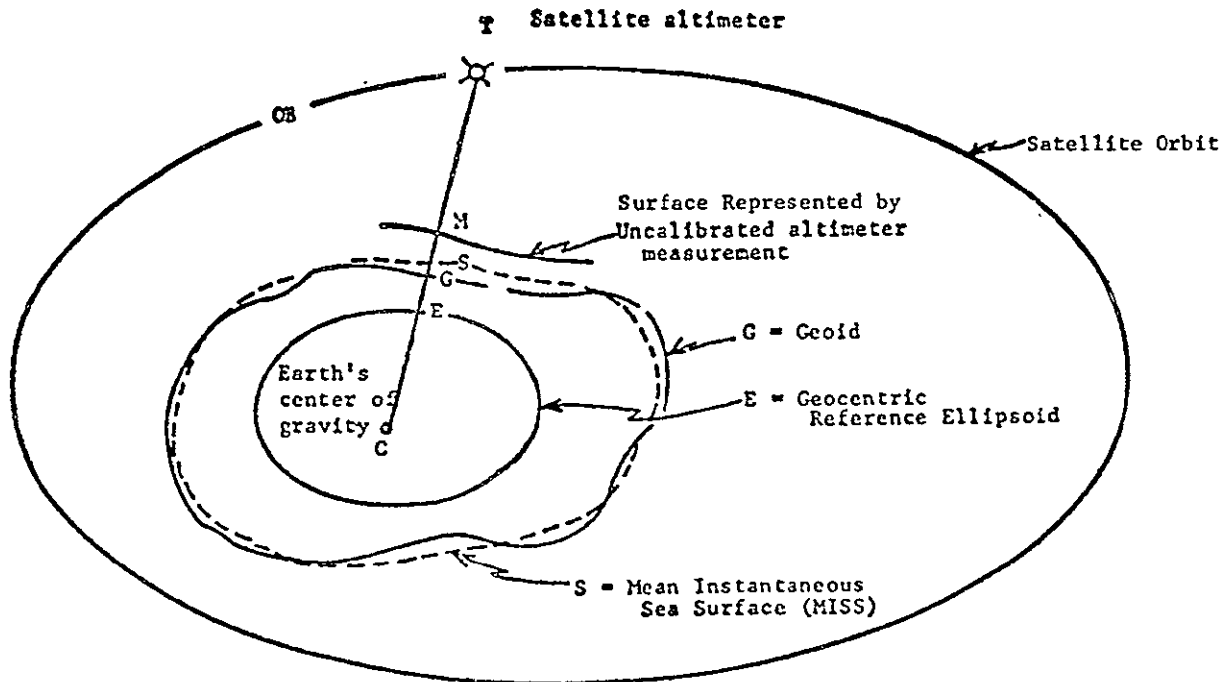 T Satellite altimeter
OB
Satellite Orbit
Surface Represented by
Uncalibrated altimeter
measurement
M
S
G
E
G = Geoid
Earth's
center of
gravity
C
E = Geocentric
Reference Ellipsoid
S = Mean Instantaneous
Sea Surface (MISS)